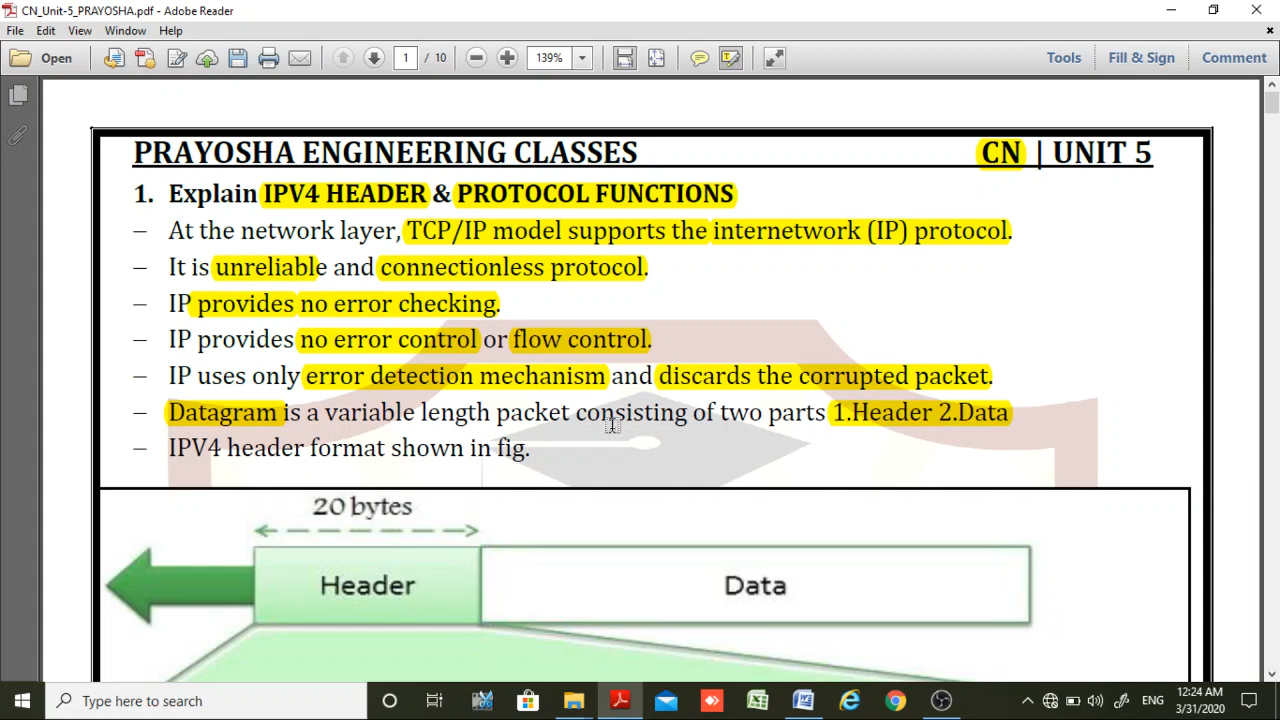 CN_Unit-5_PRAYOSHA.pdf - Adobe Reader
File Edit View Window Help
Open 1 / 10 139% Tools Fill & Sign Comment
PRAYOSHA ENGINEERING CLASSES CN | UNIT 5
1. Explain IPV4 HEADER & PROTOCOL FUNCTIONS
– At the network layer, TCP/IP model supports the internetwork (IP) protocol.
– It is unreliable and connectionless protocol.
– IP provides no error checking.
– IP provides no error control or flow control.
– IP uses only error detection mechanism and discards the corrupted packet.
– Datagram is a variable length packet consisting of two parts 1.Header 2.Data
– IPV4 header format shown in fig.
20 bytes
Header Data
Type here to search ENG 12:24 AM
3/31/2020